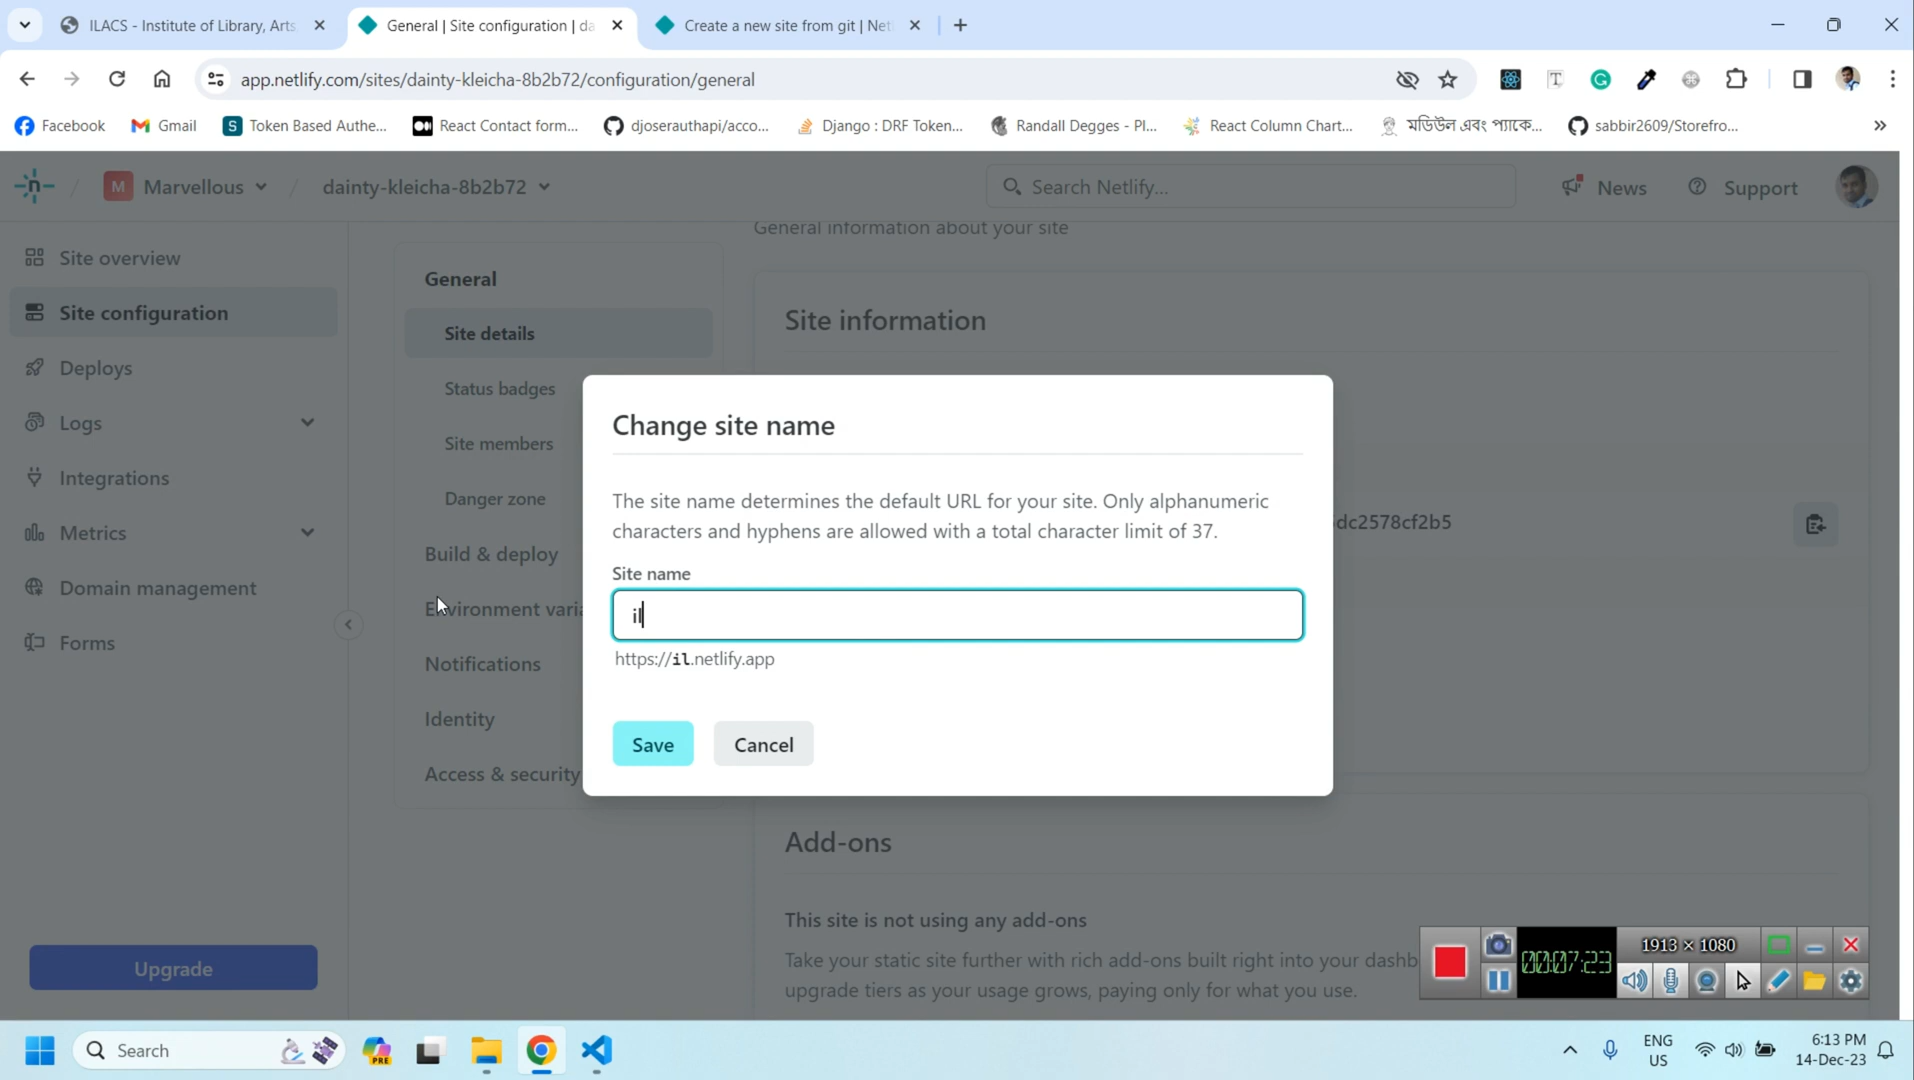 ILACS - Institute of Library, Arts
General | Site configuration | da
Create a new site from git | Netl
app.netlify.com/sites/dainty-kleicha-8b2b72/configuration/general
Facebook
Gmail
S
Token Based Authe...
React Contact form...
djoserauthapi/acco...
Django : DRF Token...
Randall Degges - Pl...
React Column Chart...
মডিউল এবং প্যাকে...
sabbir2609/Storefro...
»
M Marvellous
dainty-kleicha-8b2b72
Search Netlify...
News
Support
Site overview
Site configuration
Deploys
Logs
Integrations
Metrics
Domain management
Forms
Upgrade
General
Site details
Status badges
Site members
Danger zone
Build & deploy
Environment varia
Notifications
Identity
Access & security
General information about your site
Site information
dc2578cf2b5
Change site name
The site name determines the default URL for your site. Only alphanumeric
characters and hyphens are allowed with a total character limit of 37.
Site name
il
https://il.netlify.app
Save
Cancel
Add-ons
This site is not using any add-ons
Take your static site further with rich add-ons built right into your dashb
upgrade tiers as your usage grows, paying only for what you use.
00:07:23
1913 × 1080
Search
PRE
ENG
US
6:13 PM
14-Dec-23